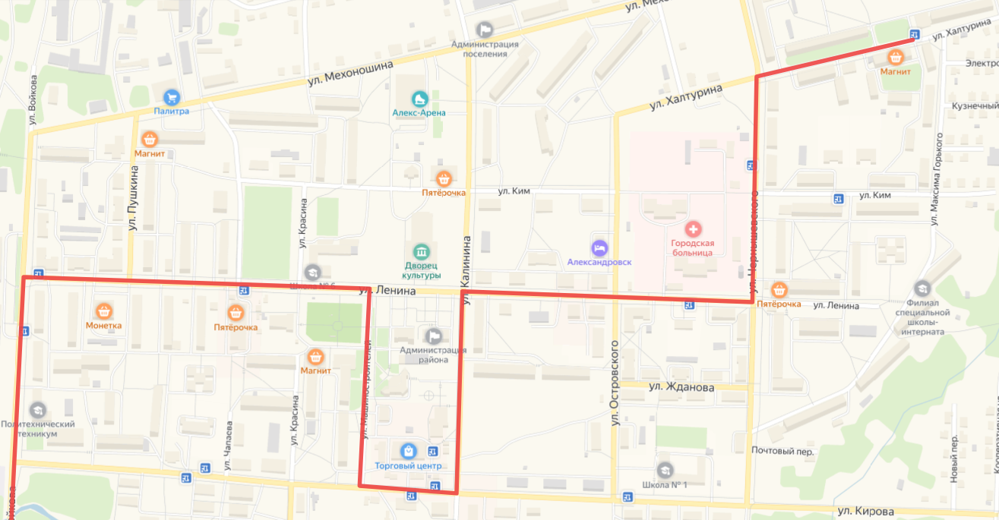 ул. Мехоношина
Администрация
поселения
ул. Халтурина
Магнит
Электро
ул. Мехоношина
ул. Войкова
Палитра
Алекс-Арена
ул. Халтурина
Кузнечный
Магнит
ул. Пушкина
Пятёрочка
ул. Ким
ул. Ким
ул. Максима Горького
ул. Красина
ул. Чернышевского
Городская
больница
Александровск
Дворец
культуры
ул. Калинина
Школа № 6
ул. Ленина
Пятёрочка
ул. Ленина
Филиал
специальной
школы-
интерната
Монетка
Пятёрочка
Администрация
района
Магнит
ул. Машиностроителей
ул. Островского
ул. Жданова
Политехнический
техникум
ул. Чапаева
ул. Красина
Торговый центр
Почтовый пер.
Новый пер.
Школа № 1
ул. Кирова